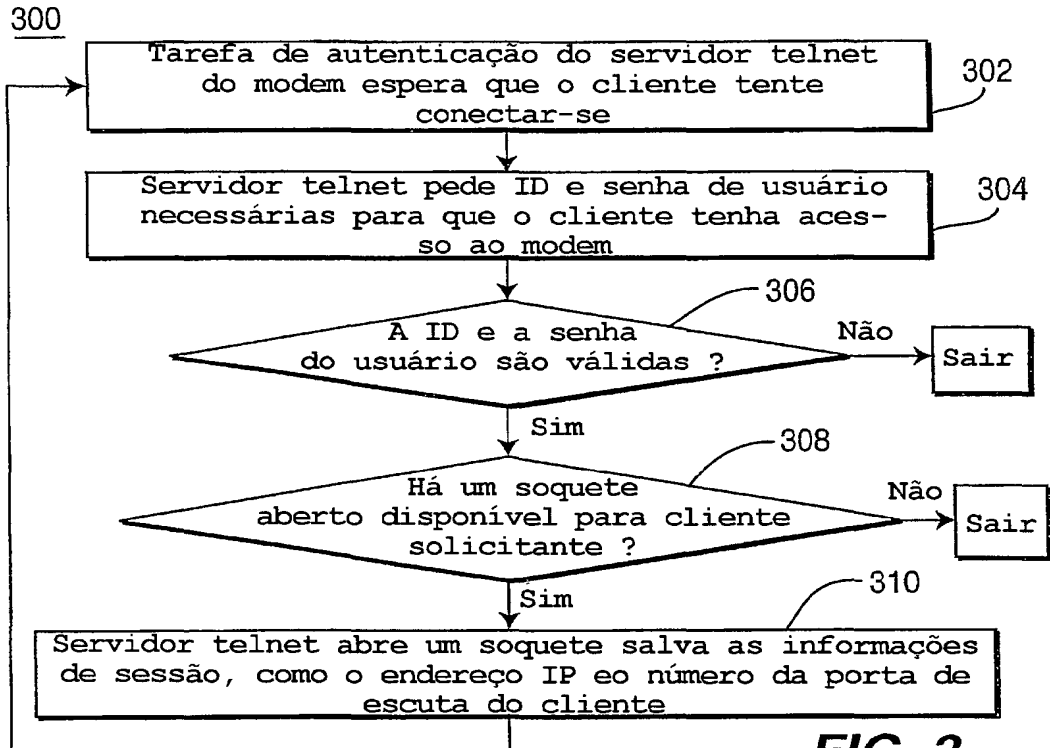 300
Tarefa de autenticação do servidor telnet
do modem espera que o cliente tente
conectar-se
302
Servidor telnet pede ID e senha de usuário
necessárias para que o cliente tenha aces-
so ao modem
304
306
A ID e a senha
do usuário são válidas ?
Não
Sair
Sim
308
Há um soquete
aberto disponível para cliente
solicitante ?
Não
Sair
Sim
310
Servidor telnet abre um soquete salva as informações
de sessão, como o endereço IP eo número da porta de
escuta do cliente